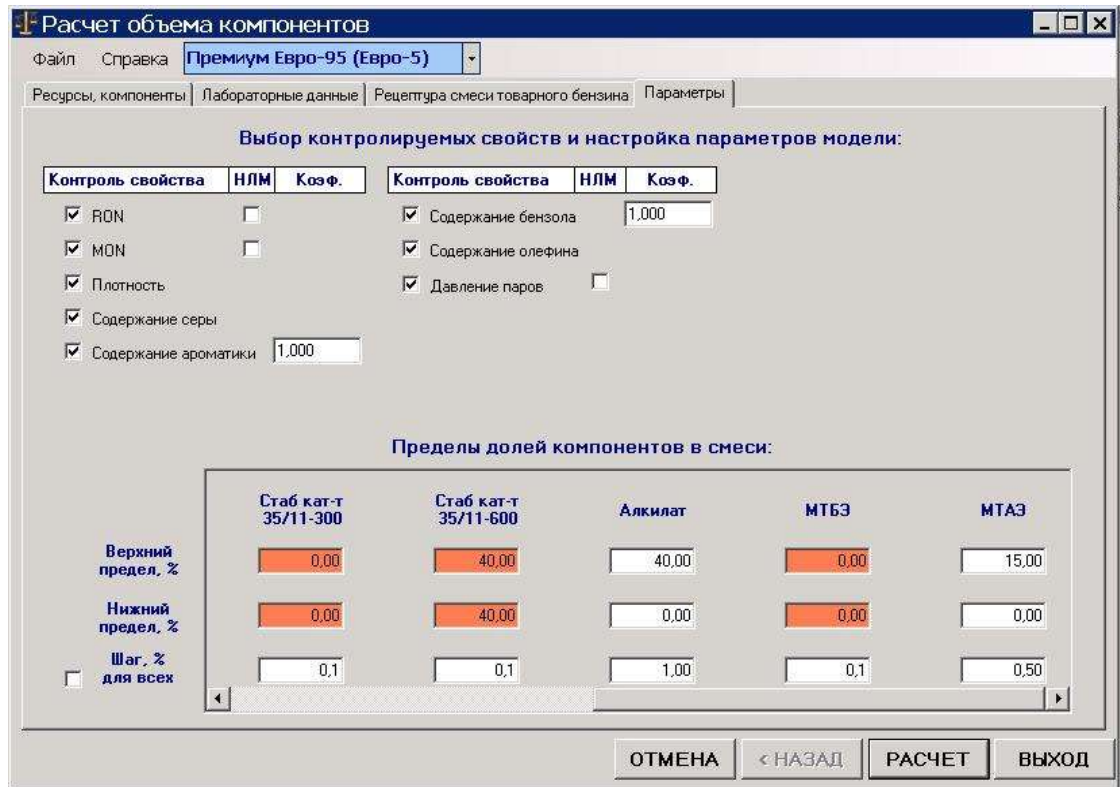 Расчет объема компонентов
Файл Справка Премиум Евро-95 (Евро-5)
Ресурсы, компоненты Лабораторные данные Рецептура смеси товарного бензина Параметры
Выбор контролируемых свойств и настройка параметров модели:
Контроль свойства НЛМ Коэф. Контроль свойства НЛМ Коэф.
RON Содержание бензола 1,000
MON Содержание олефина
Плотность Давление паров
Содержание серы
Содержание ароматики 1,000
Пределы долей компонентов в смеси:
Стаб кат-т Стаб кат-т Алкилат МТБЭ МТАЭ
35/11-300 35/11-600
Верхний
предел, % 0,00 40,00 40,00 0,00 15,00
Нижний
предел, % 0,00 40,00 0,00 0,00 0,00
Шаг, %
для всех 0,1 0,1 1,00 0,1 0,50
ОТМЕНА < НАЗАД РАСЧЕТ ВЫХОД